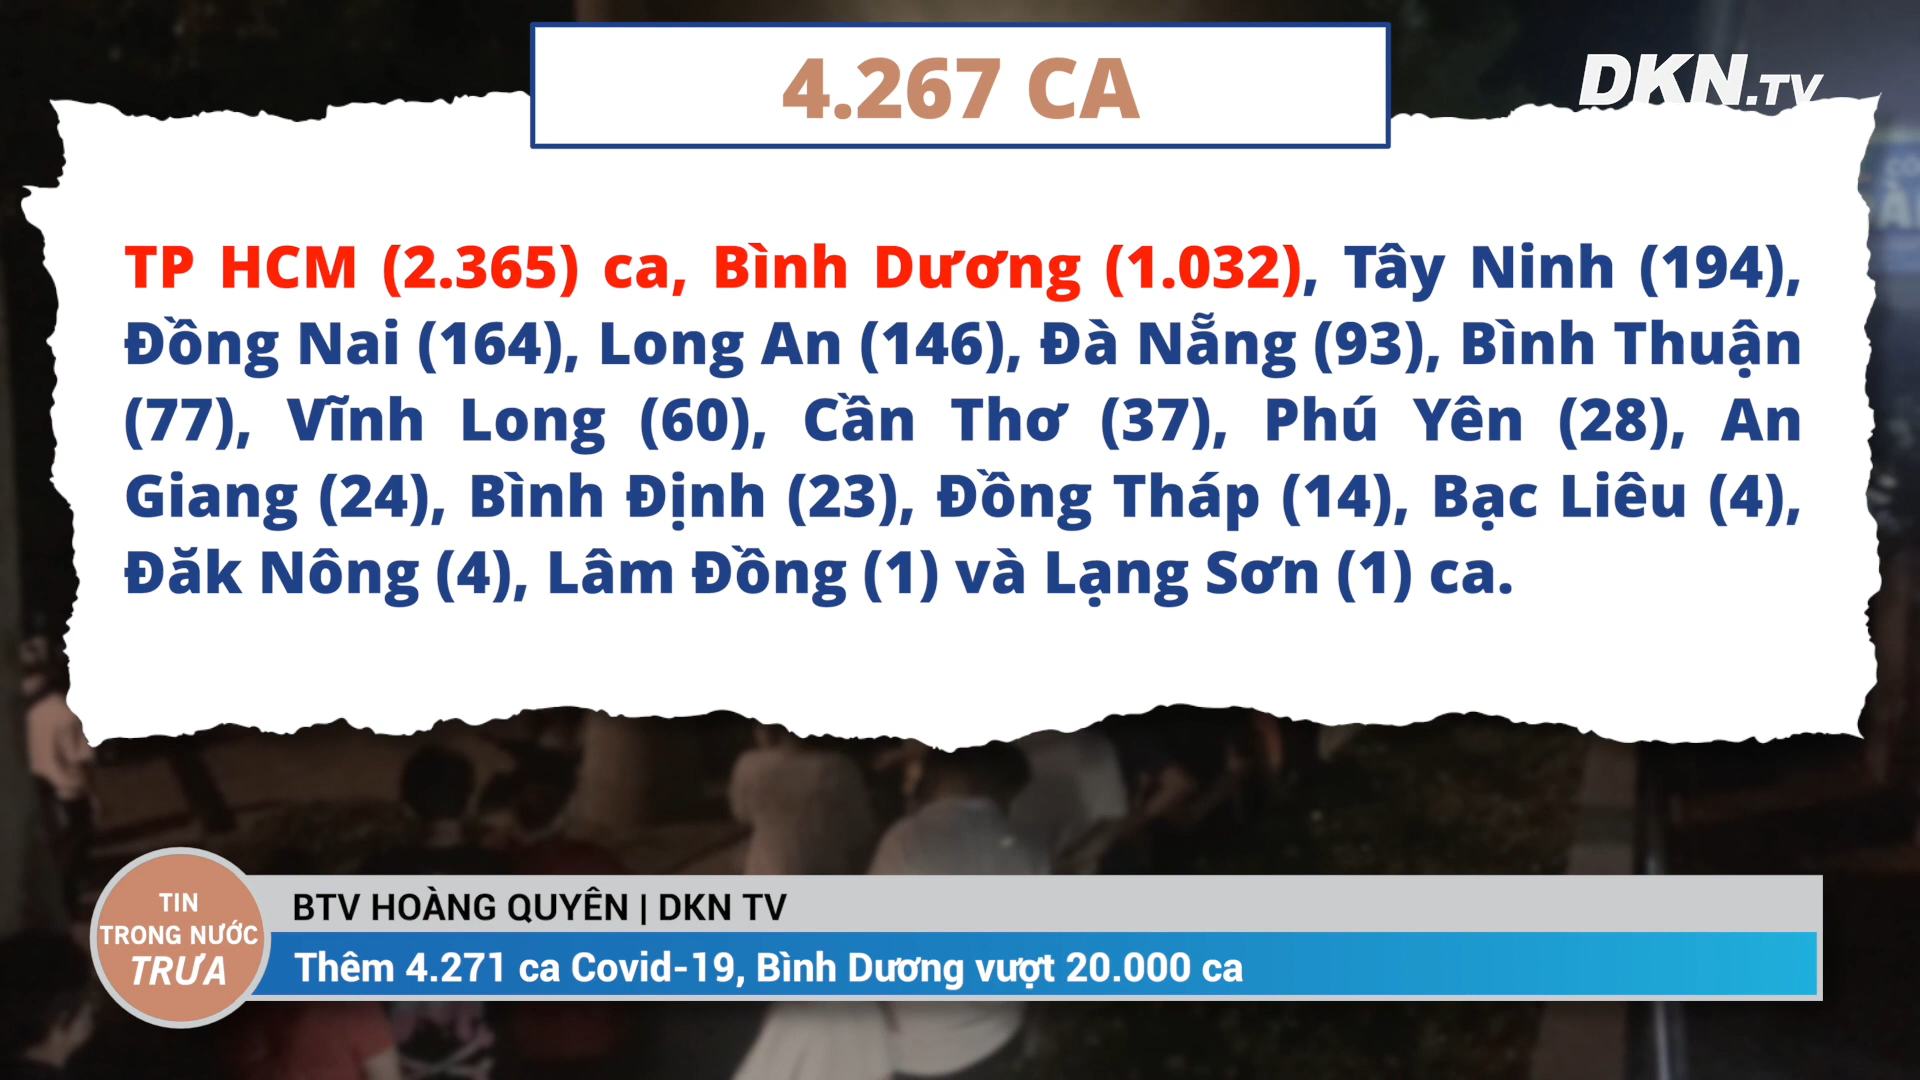 4.267 CA
DKN.TV
TP HCM (2.365) ca, Bình Dương (1.032), Tây Ninh (194),
Đồng Nai (164), Long An (146), Đà Nẵng (93), Bình Thuận
(77), Vĩnh Long (60), Cần Thơ (37), Phú Yên (28), An
Giang (24), Bình Định (23), Đồng Tháp (14), Bạc Liêu (4),
Đăk Nông (4), Lâm Đồng (1) và Lạng Sơn (1) ca.
TIN
TRONG NƯỚC
TRƯA
BTV HOÀNG QUYÊN | DKN TV
Thêm 4.271 ca Covid-19, Bình Dương vượt 20.000 ca